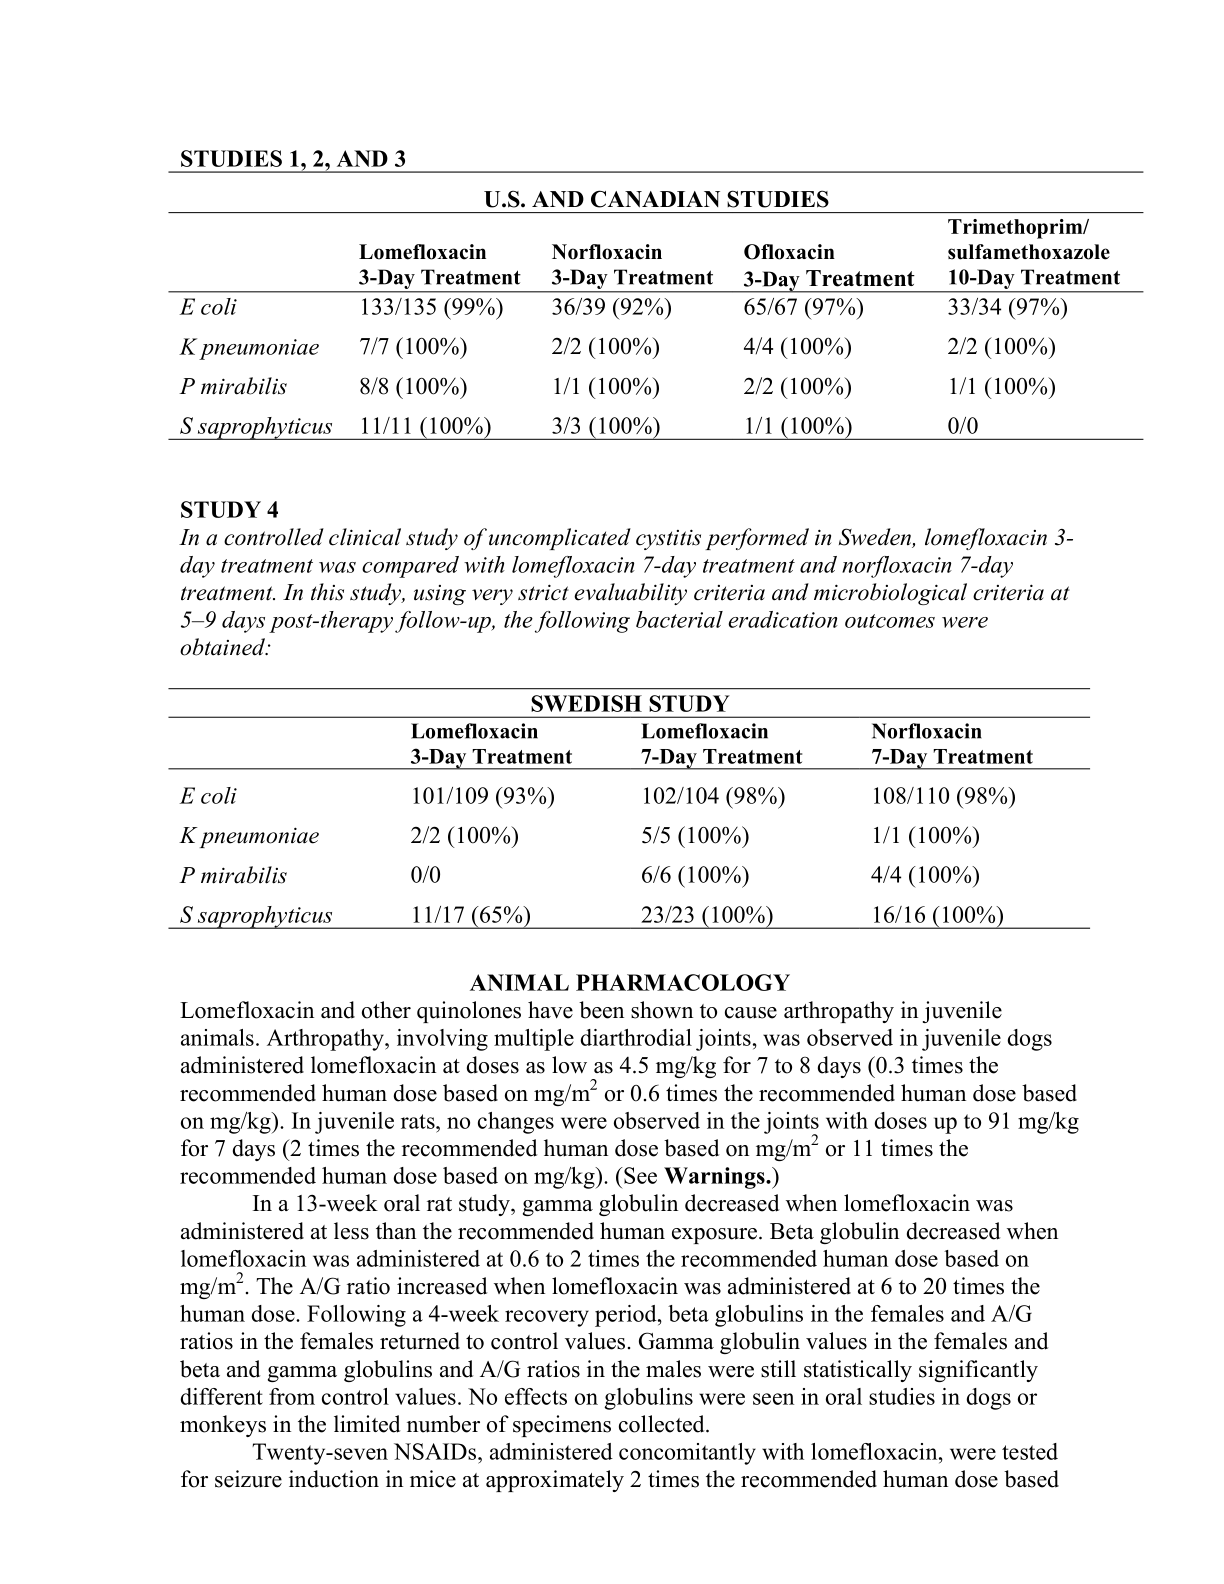 STUDIES 1, 2, AND 3
U.S. AND CANADIAN STUDIES
Lomefloxacin 3-Day Treatment Norfloxacin 3-Day Treatment Ofloxacin 3-Day Treatment Trimethoprim/ sulfamethoxazole 10-Day Treatment
E coli 133/135 (99%) 36/39 (92%) 65/67 (97%) 33/34 (97%)
K pneumoniae 7/7 (100%) 2/2 (100%) 4/4 (100%) 2/2 (100%)
P mirabilis 8/8 (100%) 1/1 (100%) 2/2 (100%) 1/1 (100%)
S saprophyticus 11/11 (100%) 3/3 (100%) 1/1 (100%) 0/0
STUDY 4
In a controlled clinical study of uncomplicated cystitis performed in Sweden, lomefloxacin 3-
day treatment was compared with lomefloxacin 7-day treatment and norfloxacin 7-day
treatment. In this study, using very strict evaluability criteria and microbiological criteria at
5–9 days post-therapy follow-up, the following bacterial eradication outcomes were
obtained:
SWEDISH STUDY
Lomefloxacin 3-Day Treatment Lomefloxacin 7-Day Treatment Norfloxacin 7-Day Treatment
E coli 101/109 (93%) 102/104 (98%) 108/110 (98%)
K pneumoniae 2/2 (100%) 5/5 (100%) 1/1 (100%)
P mirabilis 0/0 6/6 (100%) 4/4 (100%)
S saprophyticus 11/17 (65%) 23/23 (100%) 16/16 (100%)
ANIMAL PHARMACOLOGY
Lomefloxacin and other quinolones have been shown to cause arthropathy in juvenile
animals. Arthropathy, involving multiple diarthrodial joints, was observed in juvenile dogs
administered lomefloxacin at doses as low as 4.5 mg/kg for 7 to 8 days (0.3 times the
recommended human dose based on mg/m² or 0.6 times the recommended human dose based
on mg/kg). In juvenile rats, no changes were observed in the joints with doses up to 91 mg/kg
for 7 days (2 times the recommended human dose based on mg/m² or 11 times the
recommended human dose based on mg/kg). (See Warnings.)
In a 13-week oral rat study, gamma globulin decreased when lomefloxacin was
administered at less than the recommended human exposure. Beta globulin decreased when
lomefloxacin was administered at 0.6 to 2 times the recommended human dose based on
mg/m². The A/G ratio increased when lomefloxacin was administered at 6 to 20 times the
human dose. Following a 4-week recovery period, beta globulins in the females and A/G
ratios in the females returned to control values. Gamma globulin values in the females and
beta and gamma globulins and A/G ratios in the males were still statistically significantly
different from control values. No effects on globulins were seen in oral studies in dogs or
monkeys in the limited number of specimens collected.
Twenty-seven NSAIDs, administered concomitantly with lomefloxacin, were tested
for seizure induction in mice at approximately 2 times the recommended human dose based